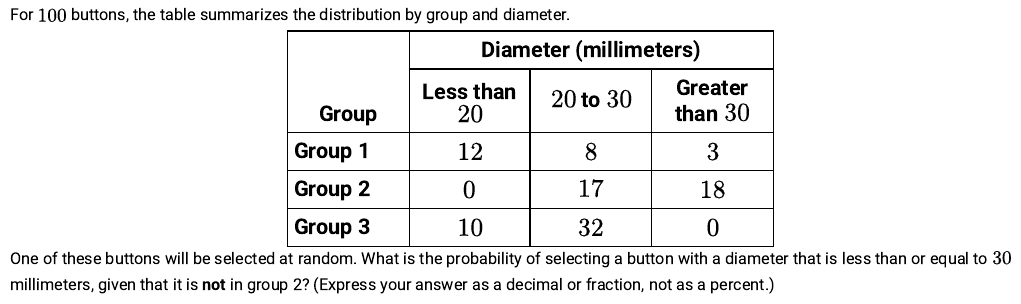 For 100 buttons, the table summarizes the distribution by group and diameter.
Diameter (millimeters)
Group
Less than 20
20 to 30
Greater than 30
Group 1 12 8 3
Group 2 0 17 18
Group 3 10 32 0
One of these buttons will be selected at random. What is the probability of selecting a button with a diameter that is less than or equal to 30
millimeters, given that it is not in group 2? (Express your answer as a decimal or fraction, not as a percent.)